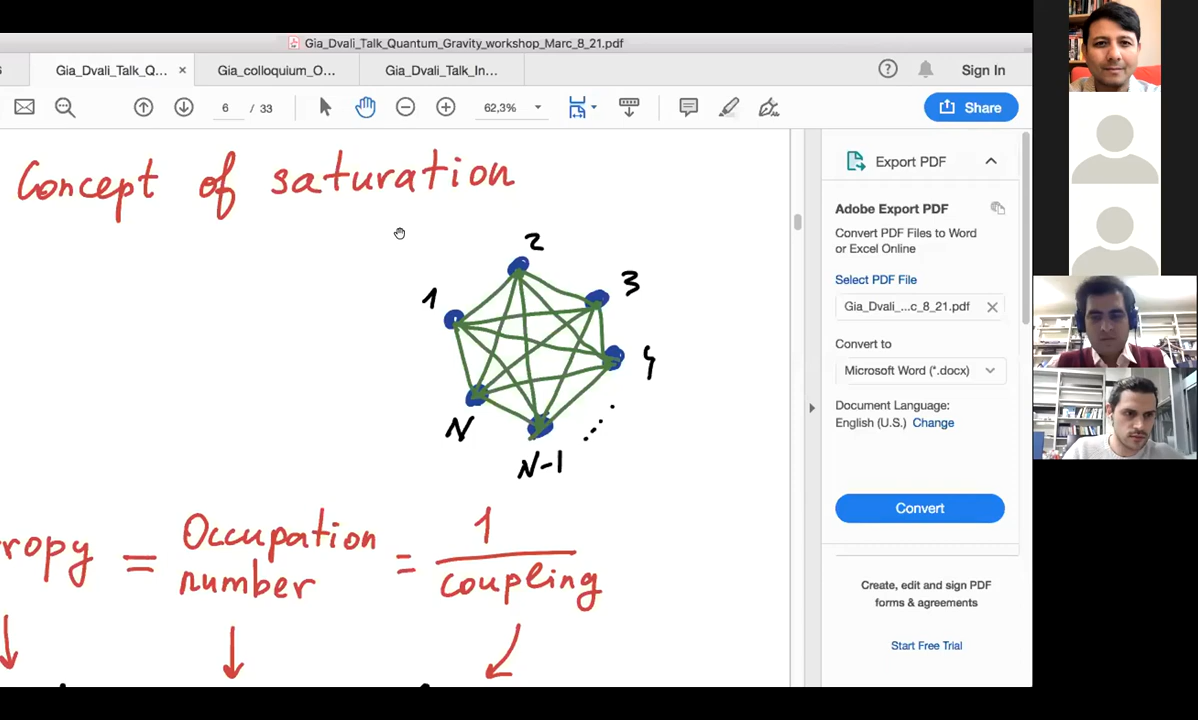 Gia_Dvali_Talk_Quantum_Gravity_workshop_Marc_8_21.pdf
Gia_Dvali_Talk_Q... ×
Gia_colloquium_O...
Gia_Dvali_Talk_In...
Sign In
6 / 33
62,3%
Share
Concept of saturation
1
2
3
4
N
N-1
ropy = Occupation number = 1 / coupling
Export PDF
Adobe Export PDF
Convert PDF Files to Word
or Excel Online
Select PDF File
Gia_Dvali_...c_8_21.pdf
Convert to
Microsoft Word (*.docx)
Document Language:
English (U.S.) Change
Convert
Create, edit and sign PDF
forms & agreements
Start Free Trial